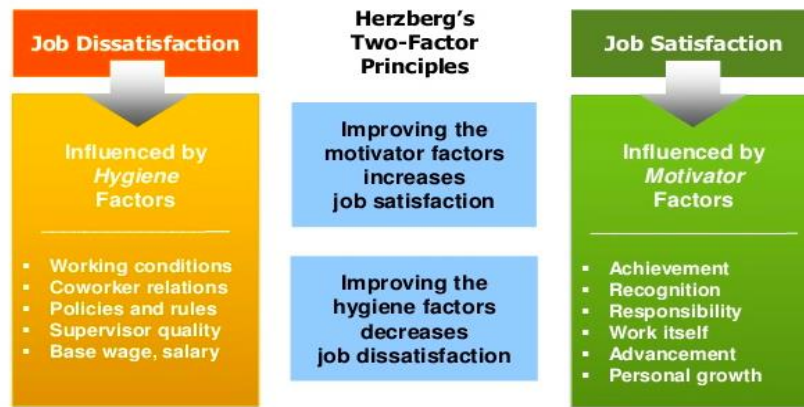 Job Dissatisfaction
Influenced by
Hygiene
Factors
▪ Working conditions
▪ Coworker relations
▪ Policies and rules
▪ Supervisor quality
▪ Base wage, salary
Herzberg's
Two-Factor
Principles
Improving the
motivator factors
increases
job satisfaction
Improving the
hygiene factors
decreases
job dissatisfaction
Job Satisfaction
Influenced by
Motivator
Factors
▪ Achievement
▪ Recognition
▪ Responsibility
▪ Work itself
▪ Advancement
▪ Personal growth